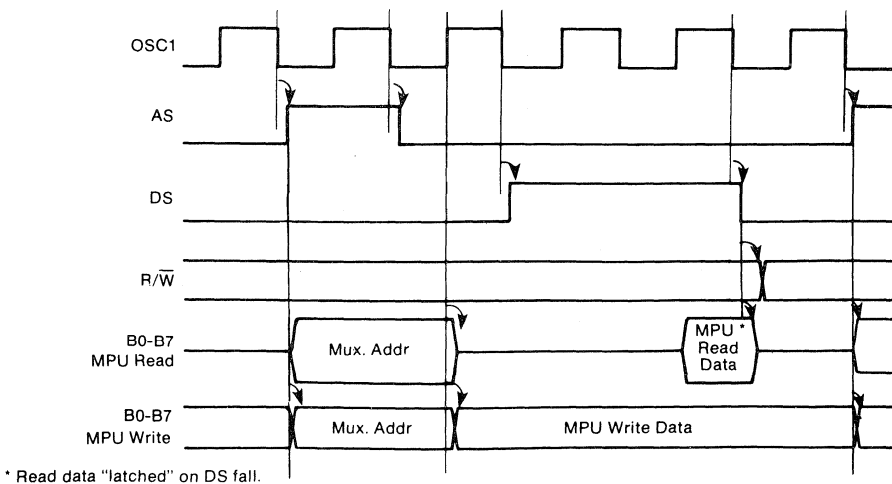 OSC1
AS
DS
R/W̅
B0-B7
MPU Read
Mux. Addr
MPU *
Read
Data
B0-B7
MPU Write
Mux. Addr
MPU Write Data
* Read data "latched" on DS fall.